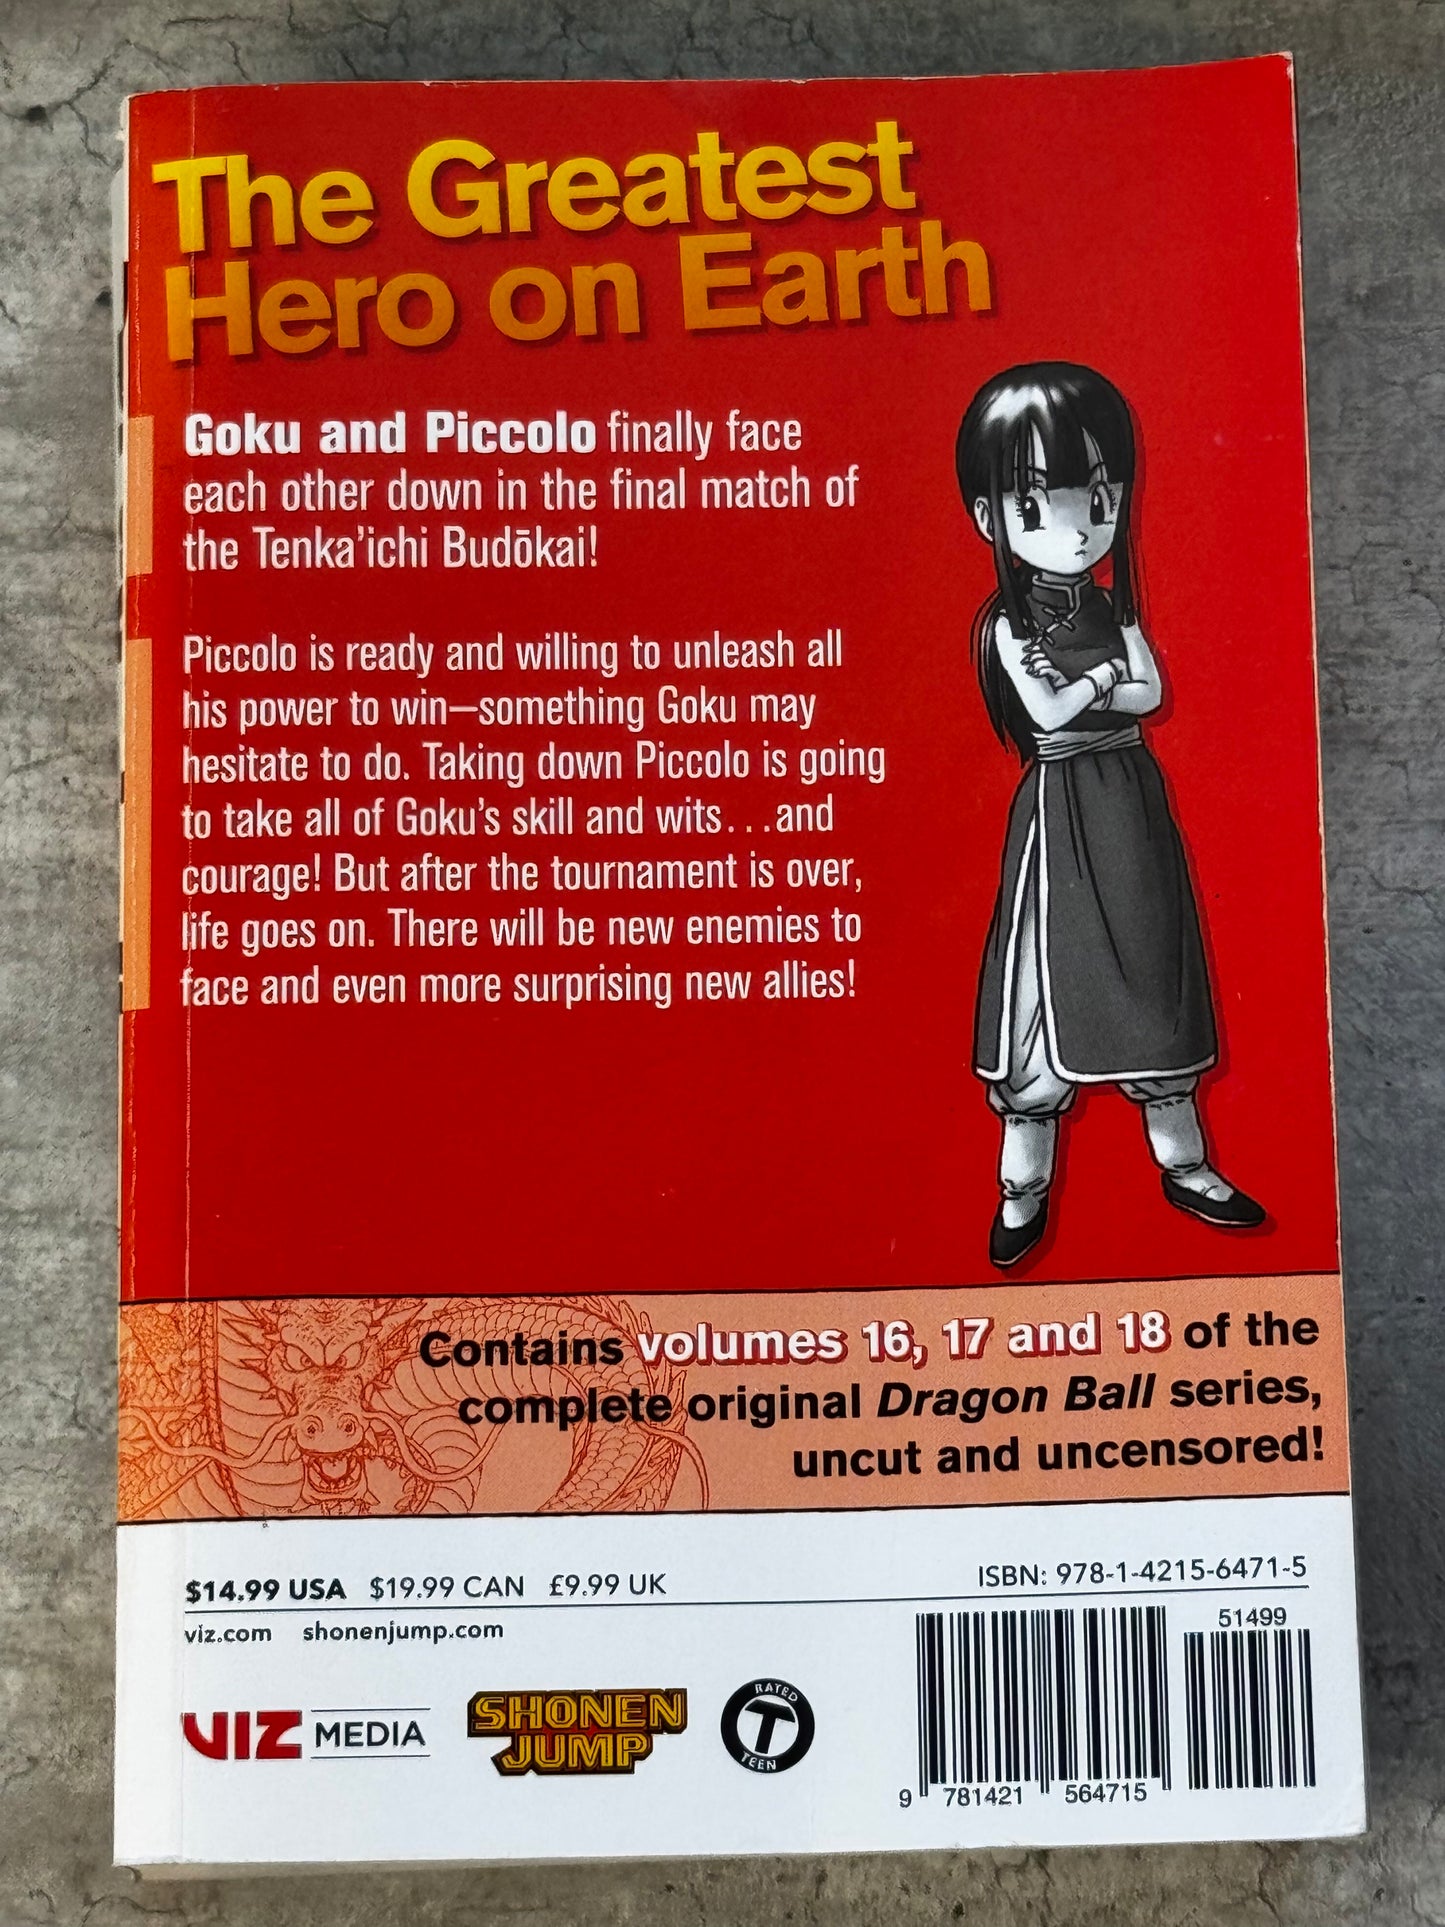 The Greatest
Hero on Earth
Goku and Piccolo finally face
each other down in the final match of
the Tenka'ichi Budōkai!
Piccolo is ready and willing to unleash all
his power to win—something Goku may
hesitate to do. Taking down Piccolo is going
to take all of Goku's skill and wits...and
courage! But after the tournament is over,
life goes on. There will be new enemies to
face and even more surprising new allies!
Contains volumes 16, 17 and 18 of the
complete original Dragon Ball series,
uncut and uncensored!
$14.99 USA $19.99 CAN £9.99 UK
viz.com shonenjump.com
VIZ MEDIA
SHONEN
JUMP
RATED
T
TEEN
ISBN: 978-1-4215-6471-5
51499
9 781421 564715